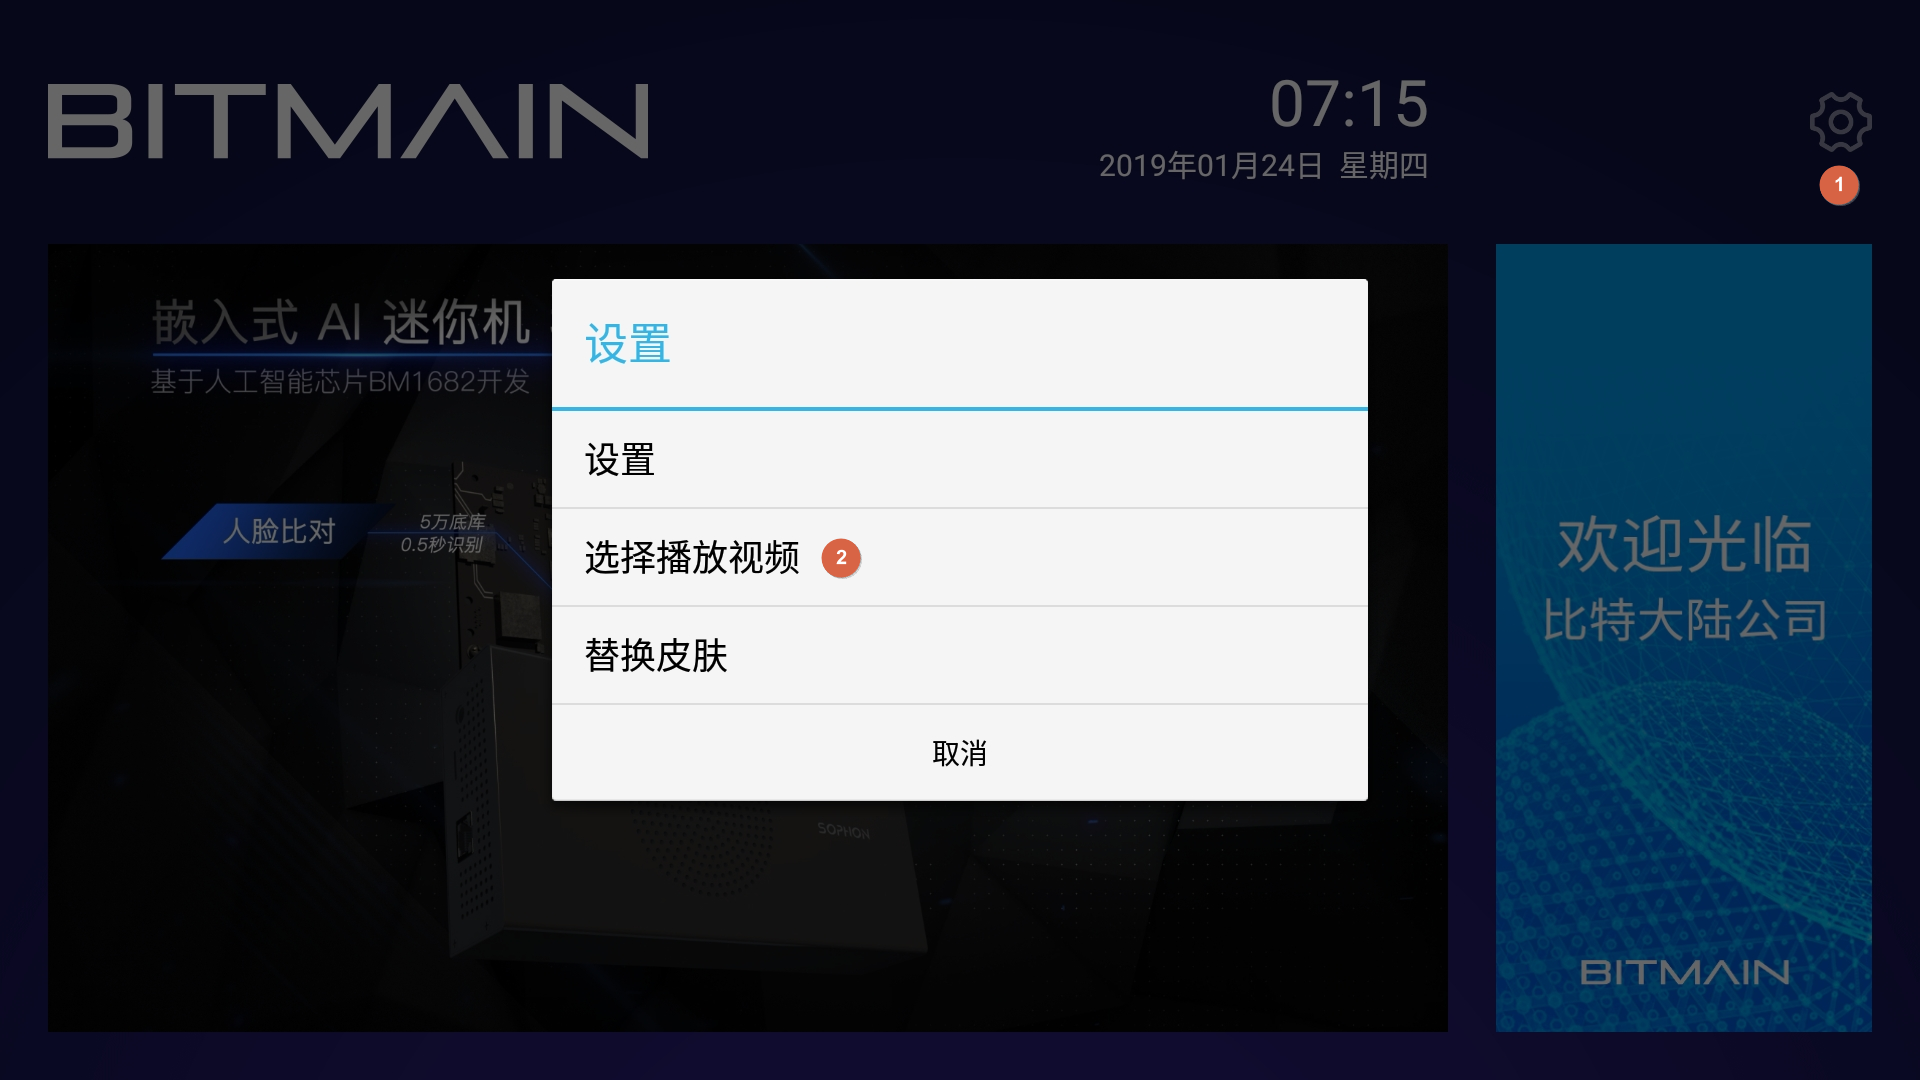 BITMAIN
07:15
2019年01月24日 星期四
1
嵌入式 AI 迷你机
基于人工智能芯片BM1682开发
人脸比对
5万底库
0.5秒识别
设置
设置
选择播放视频 2
替换皮肤
取消
SOPHON
欢迎光临
比特大陆公司
BITMAIN